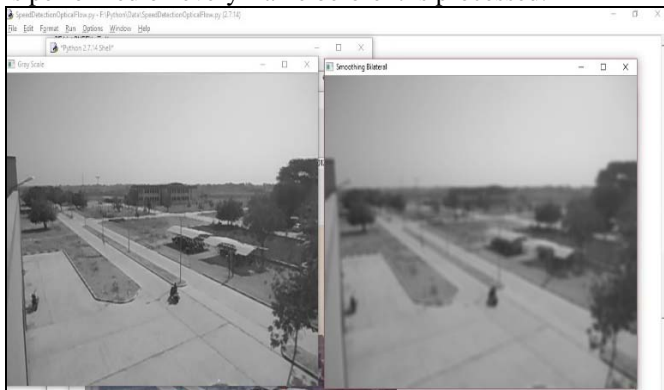 SpeedDetectionOpticalFlow.py - F:\Python\Data\SpeedDetectionOpticalFlow.py (2.7.14)
File Edit Format Run Options Window Help
*Python 2.7.14 Shell*
Gray Scale
Smoothing Bilateral